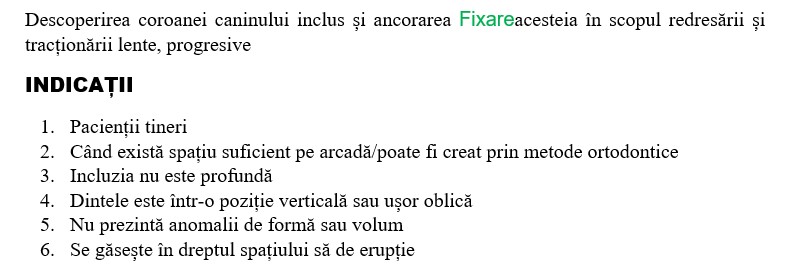 Descoperirea coroanei caninului inclus și ancorarea Fixareacesteia în scopul redresării și
tracționării lente, progresive
INDICAȚII
1. Pacienții tineri
2. Când există spațiu suficient pe arcadă/poate fi creat prin metode ortodontice
3. Incluzia nu este profundă
4. Dintele este într-o poziție verticală sau ușor oblică
5. Nu prezintă anomalii de formă sau volum
6. Se găsește în dreptul spațiului să de erupție